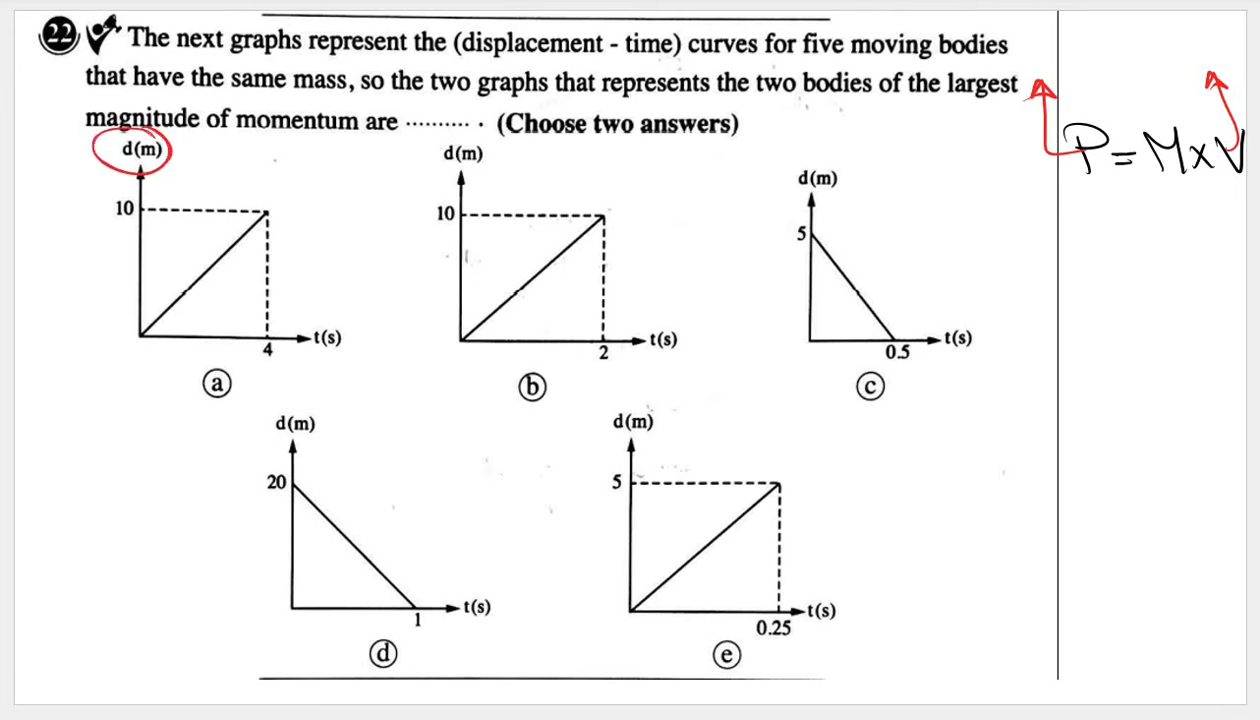 22 The next graphs represent the (displacement - time) curves for five moving bodies
that have the same mass, so the two graphs that represents the two bodies of the largest
magnitude of momentum are .......... . (Choose two answers)
P = M x V
d(m)
10
4
t(s)
a
d(m)
10
2
t(s)
b
d(m)
5
0.5
t(s)
c
d(m)
20
1
t(s)
d
d(m)
5
0.25
t(s)
e